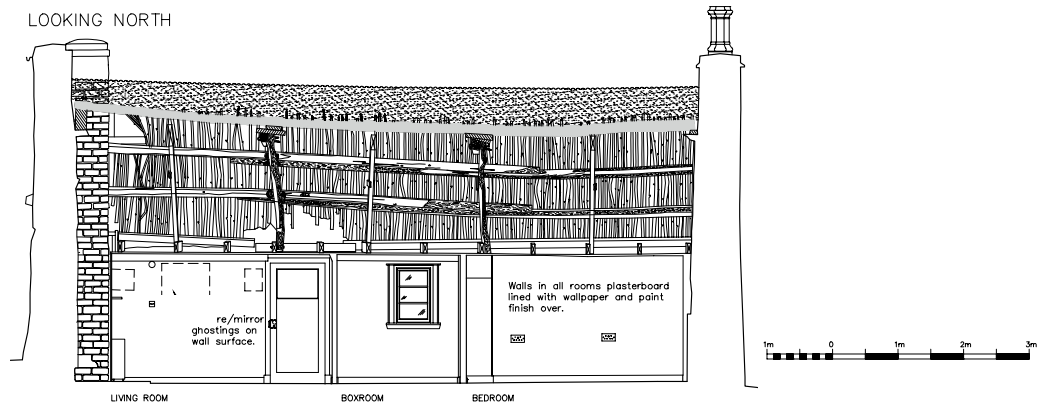 LOOKING NORTH
Walls in all rooms plasterboard
lined with wallpaper and paint
finish over.
re/mirror
ghostings on
wall surface.
1m 0 1m 2m 3m
LIVING ROOM BOXROOM BEDROOM